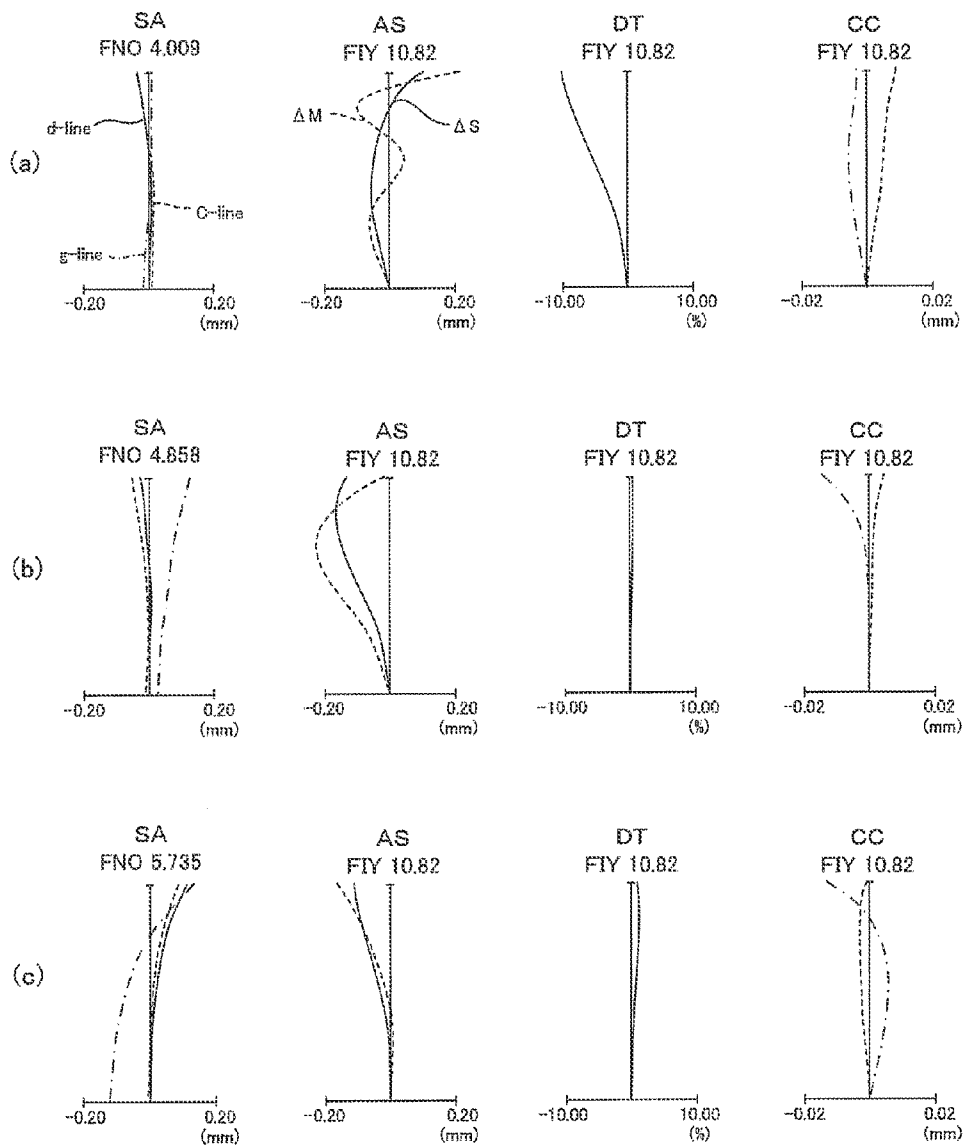 SA AS DT CC
FNO 4.009 FIY 10.82 FIY 10.82 FIY 10.82
ΔM ΔS
d-line
(a)
C-line
g-line
-0.20 0.20 -0.20 0.20 -10.00 10.00 -0.02 0.02
(mm) (mm) (%) (mm)
SA AS DT CC
FNO 4.858 FIY 10.82 FIY 10.82 FIY 10.82
(b)
-0.20 0.20 -0.20 0.20 -10.00 10.00 -0.02 0.02
(mm) (mm) (%) (mm)
SA AS DT CC
FNO 5.735 FIY 10.82 FIY 10.82 FIY 10.82
(c)
-0.20 0.20 -0.20 0.20 -10.00 10.00 -0.02 0.02
(mm) (mm) (%) (mm)